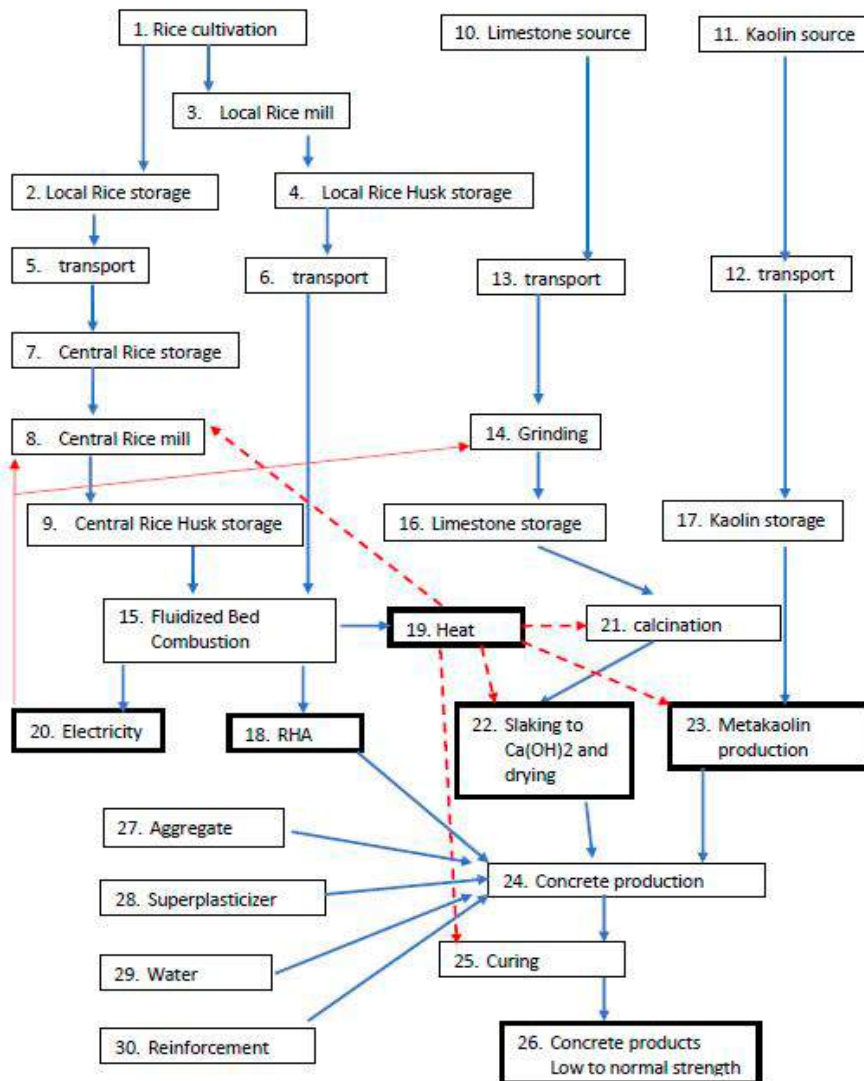 1. Rice cultivation
10. Limestone source
11. Kaolin source
3. Local Rice mill
2. Local Rice storage
4. Local Rice Husk storage
5. transport
6. transport
13. transport
12. transport
7. Central Rice storage
8. Central Rice mill
14. Grinding
9. Central Rice Husk storage
16. Limestone storage
17. Kaolin storage
15. Fluidized Bed
Combustion
19. Heat
21. calcination
20. Electricity
18. RHA
22. Slaking to
Ca(OH)2 and
drying
23. Metakaolin
production
27. Aggregate
24. Concrete production
28. Superplasticizer
29. Water
25. Curing
30. Reinforcement
26. Concrete products
Low to normal strength